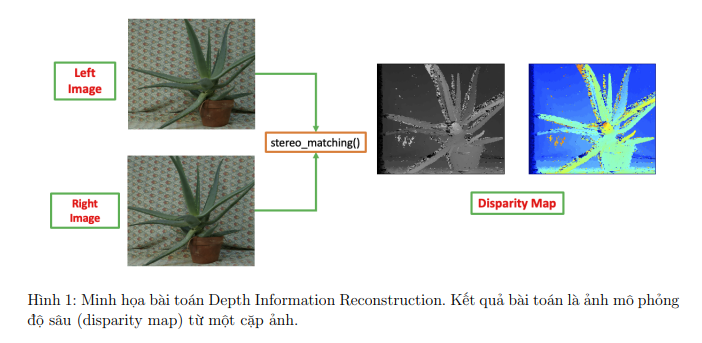 Left
Image
stereo_matching()
Right
Image
Disparity Map
Hình 1: Minh họa bài toán Depth Information Reconstruction. Kết quả bài toán là ảnh mô phỏng
độ sâu (disparity map) từ một cặp ảnh.